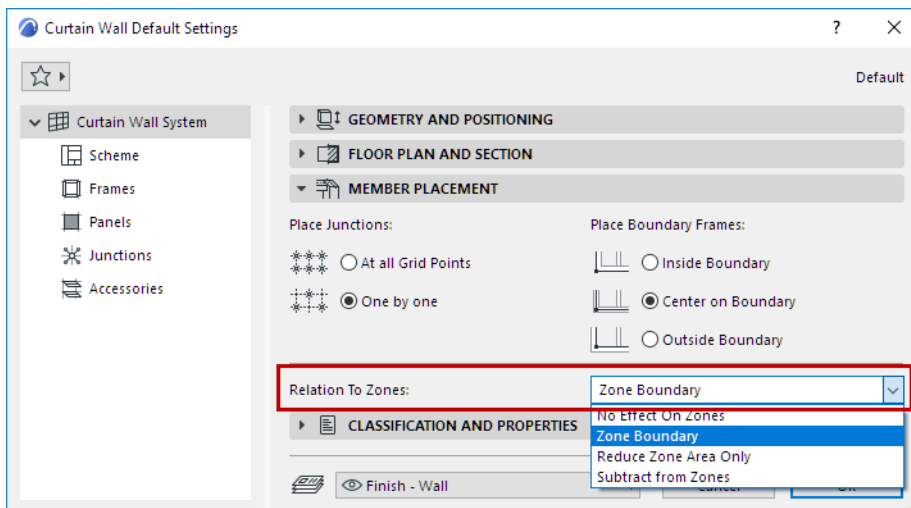 Curtain Wall Default Settings
?
Default
Curtain Wall System
Scheme
Frames
Panels
Junctions
Accessories
GEOMETRY AND POSITIONING
FLOOR PLAN AND SECTION
MEMBER PLACEMENT
Place Junctions:
At all Grid Points
One by one
Place Boundary Frames:
Inside Boundary
Center on Boundary
Outside Boundary
Relation To Zones:
Zone Boundary
No Effect On Zones
Zone Boundary
Reduce Zone Area Only
Subtract from Zones
CLASSIFICATION AND PROPERTIES
Finish - Wall
Cancel
OK